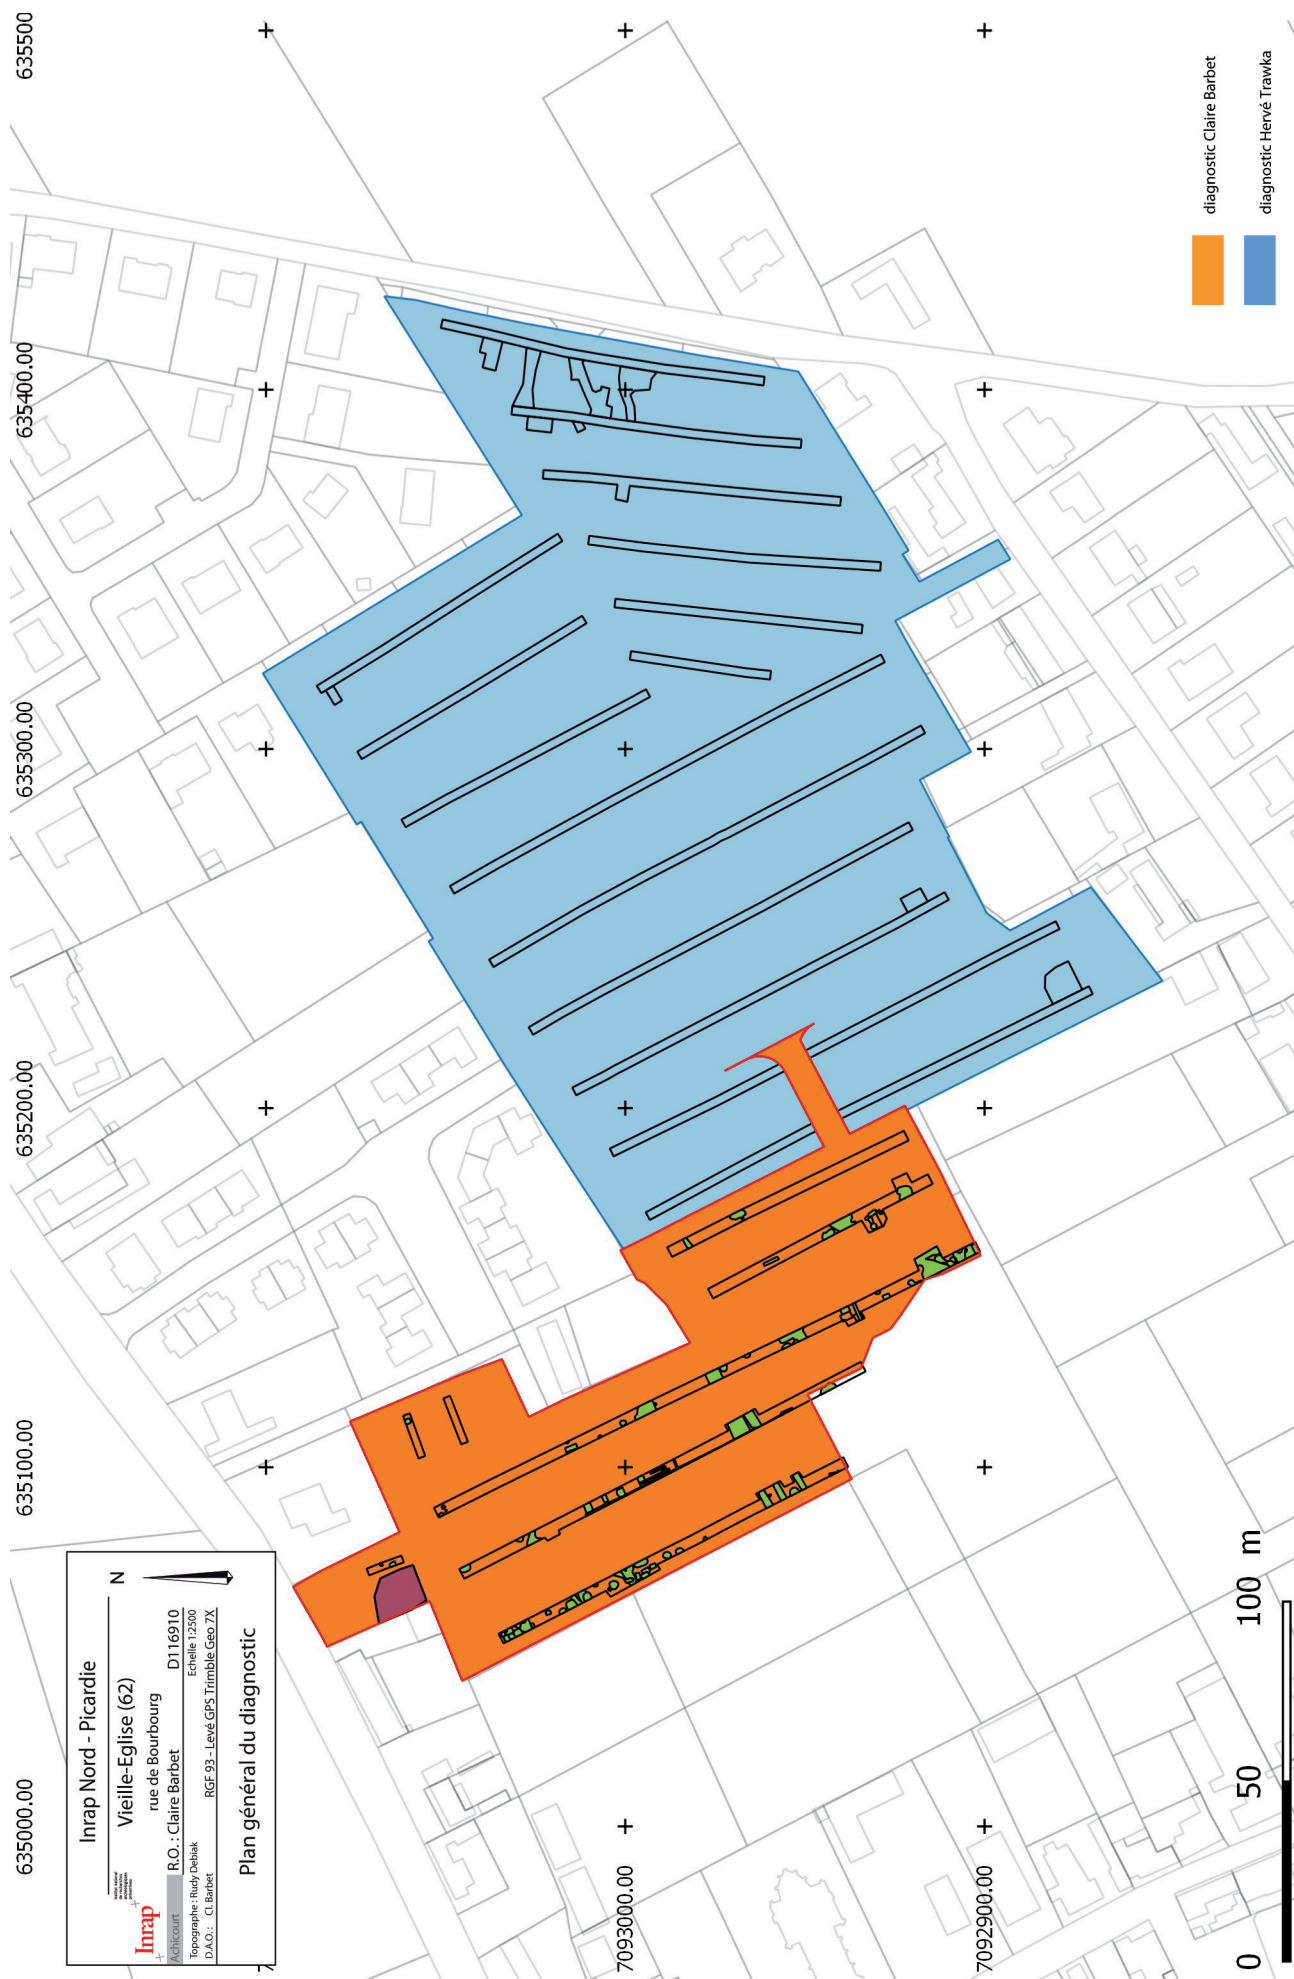 Inrap Nord - Picardie
Vieille-Eglise (62)
rue de Bourbourg
Inrap
Achicourt
R.O. : Claire Barbet
D116910
Topographe : Rudy Debiak
Echelle 1:2500
D.A.O. : Cl. Barbet
RGF 93 - Levé GPS Trimble Geo 7X
Plan général du diagnostic
N
635000.00
635100.00
635200.00
635300.00
635400.00
635500
7093000.00
7092900.00
diagnostic Claire Barbet
diagnostic Hervé Trawka
0
50
100 m